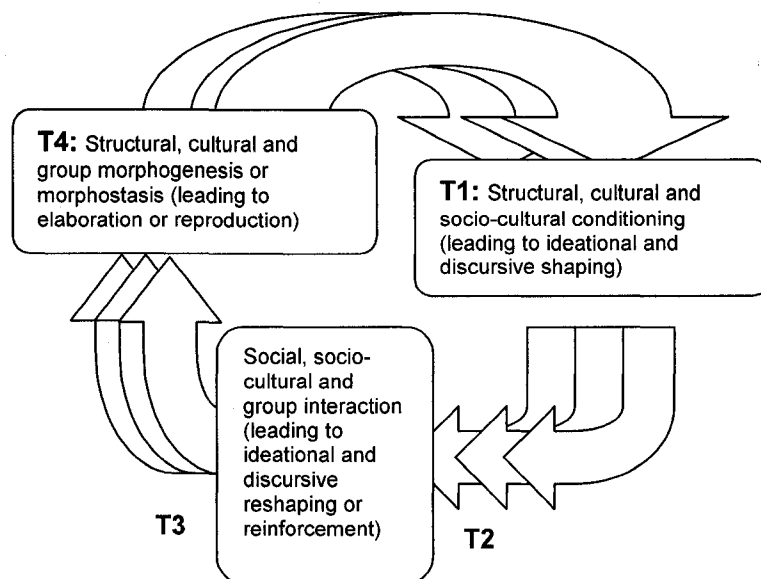 T4: Structural, cultural and
group morphogenesis or
morphostasis (leading to
elaboration or reproduction)
T1: Structural, cultural and
socio-cultural conditioning
(leading to ideational and
discursive shaping)
Social, socio-
cultural and
group interaction
(leading to
ideational and
discursive
reshaping or
reinforcement)
T3
T2